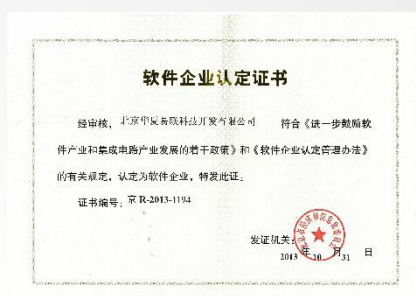 软件企业认定证书
经审核，北京华夏易联科技开发有限公司 符合《进一步鼓励软
件产业和集成电路产业发展的若干政策》和《软件企业认定管理办法》
的有关规定，认定为软件企业，特发此证。
证书编号：京 R-2013-1194
发证机关：
2013 年 10 月 31 日